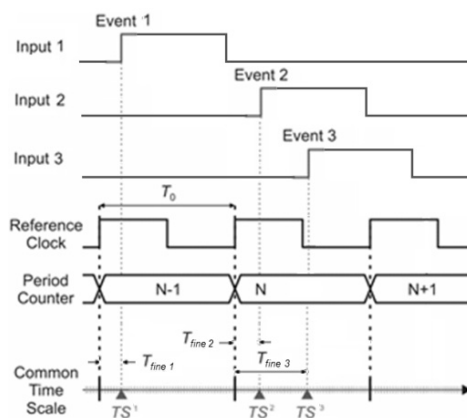 Event 1
Input 1
Event 2
Input 2
Event 3
Input 3
T0
Reference
Clock
Period
Counter
N-1
N
N+1
Tfine 2
Tfine 1
Tfine 3
Common
Time
Scale
TS1
TS2
TS3